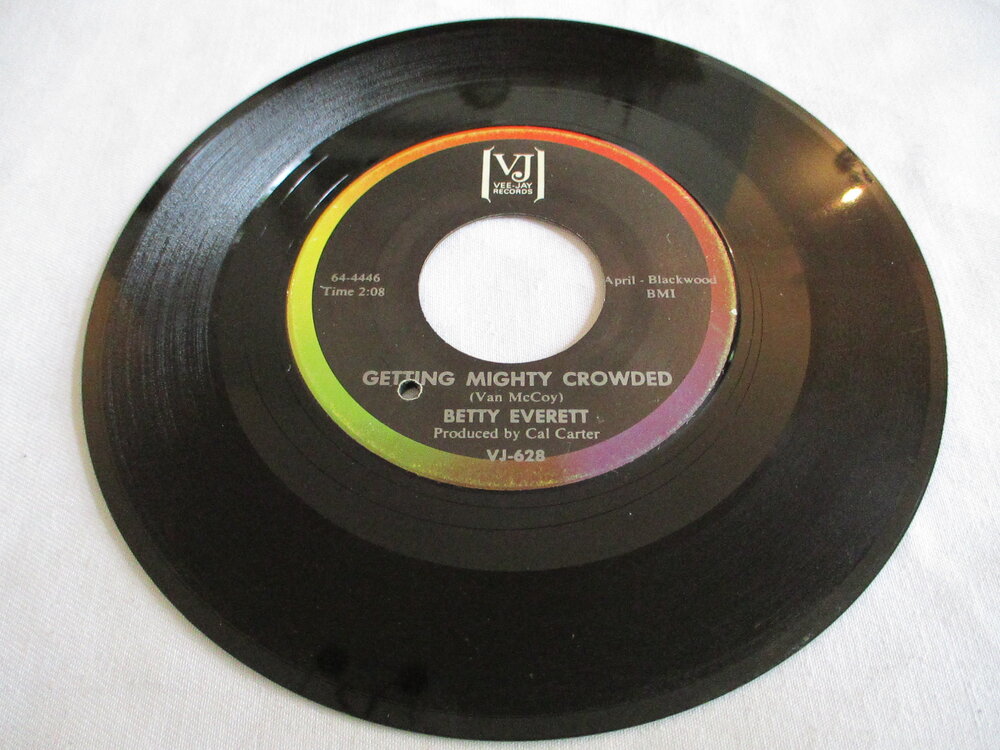 VJ
VEE-JAY
RECORDS
64-4446
Time 2:08
April - Blackwood
BMI
GETTING MIGHTY CROWDED
(Van McCoy)
BETTY EVERETT
Produced by Cal Carter
VJ-628